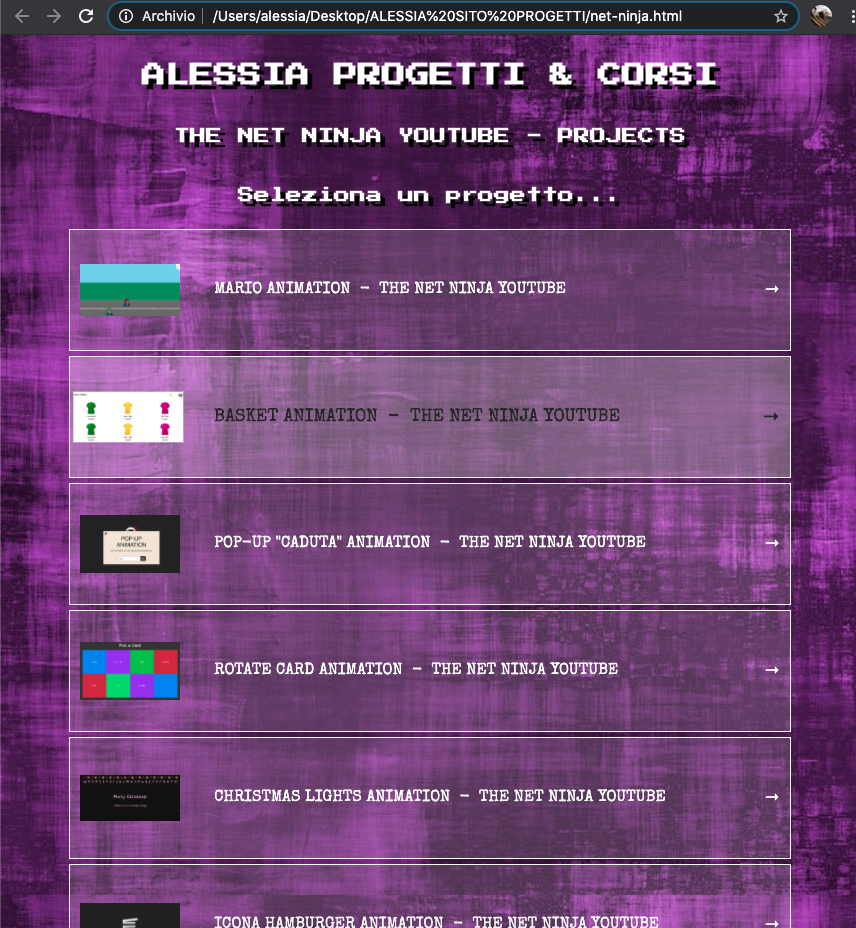 Archivio /Users/alessia/Desktop/ALESSIA%20SITO%20PROGETTI/net-ninja.html
ALESSIA PROGETTI & CORSI
THE NET NINJA YOUTUBE - PROJECTS
Seleziona un progetto...
MARIO ANIMATION - THE NET NINJA YOUTUBE →
BASKET ANIMATION - THE NET NINJA YOUTUBE →
POP-UP
ANIMATION
POP-UP "CADUTA" ANIMATION - THE NET NINJA YOUTUBE →
Pick a Card
ROTATE CARD ANIMATION - THE NET NINJA YOUTUBE →
Merry Christmas!
CHRISTMAS LIGHTS ANIMATION - THE NET NINJA YOUTUBE →
ICONA HAMBURGER ANIMATION - THE NET NINJA YOUTUBE →